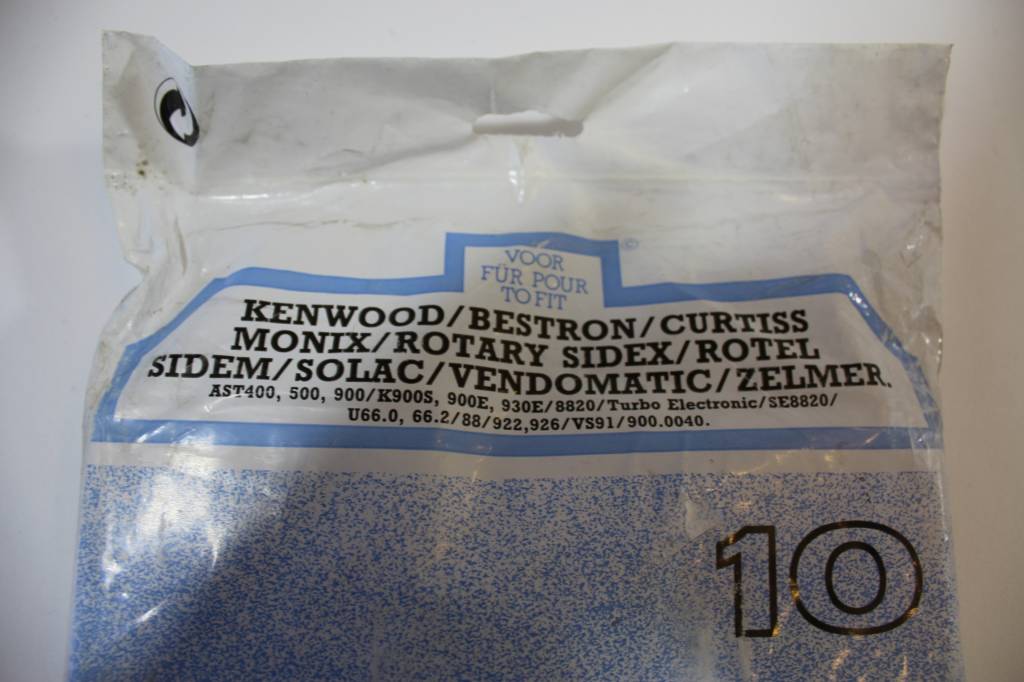 VOOR
FÜR POUR
TO FIT
©
KENWOOD/BESTRON/CURTISS
MONIX/ROTARY SIDEX/ROTEL
SIDEM/SOLAC/VENDOMATIC/ZELMER.
AST400, 500, 900/K900S, 900E, 930E/8820/Turbo Electronic/SE8820/
U66.0, 66.2/88/922,926/VS91/900.0040.
10